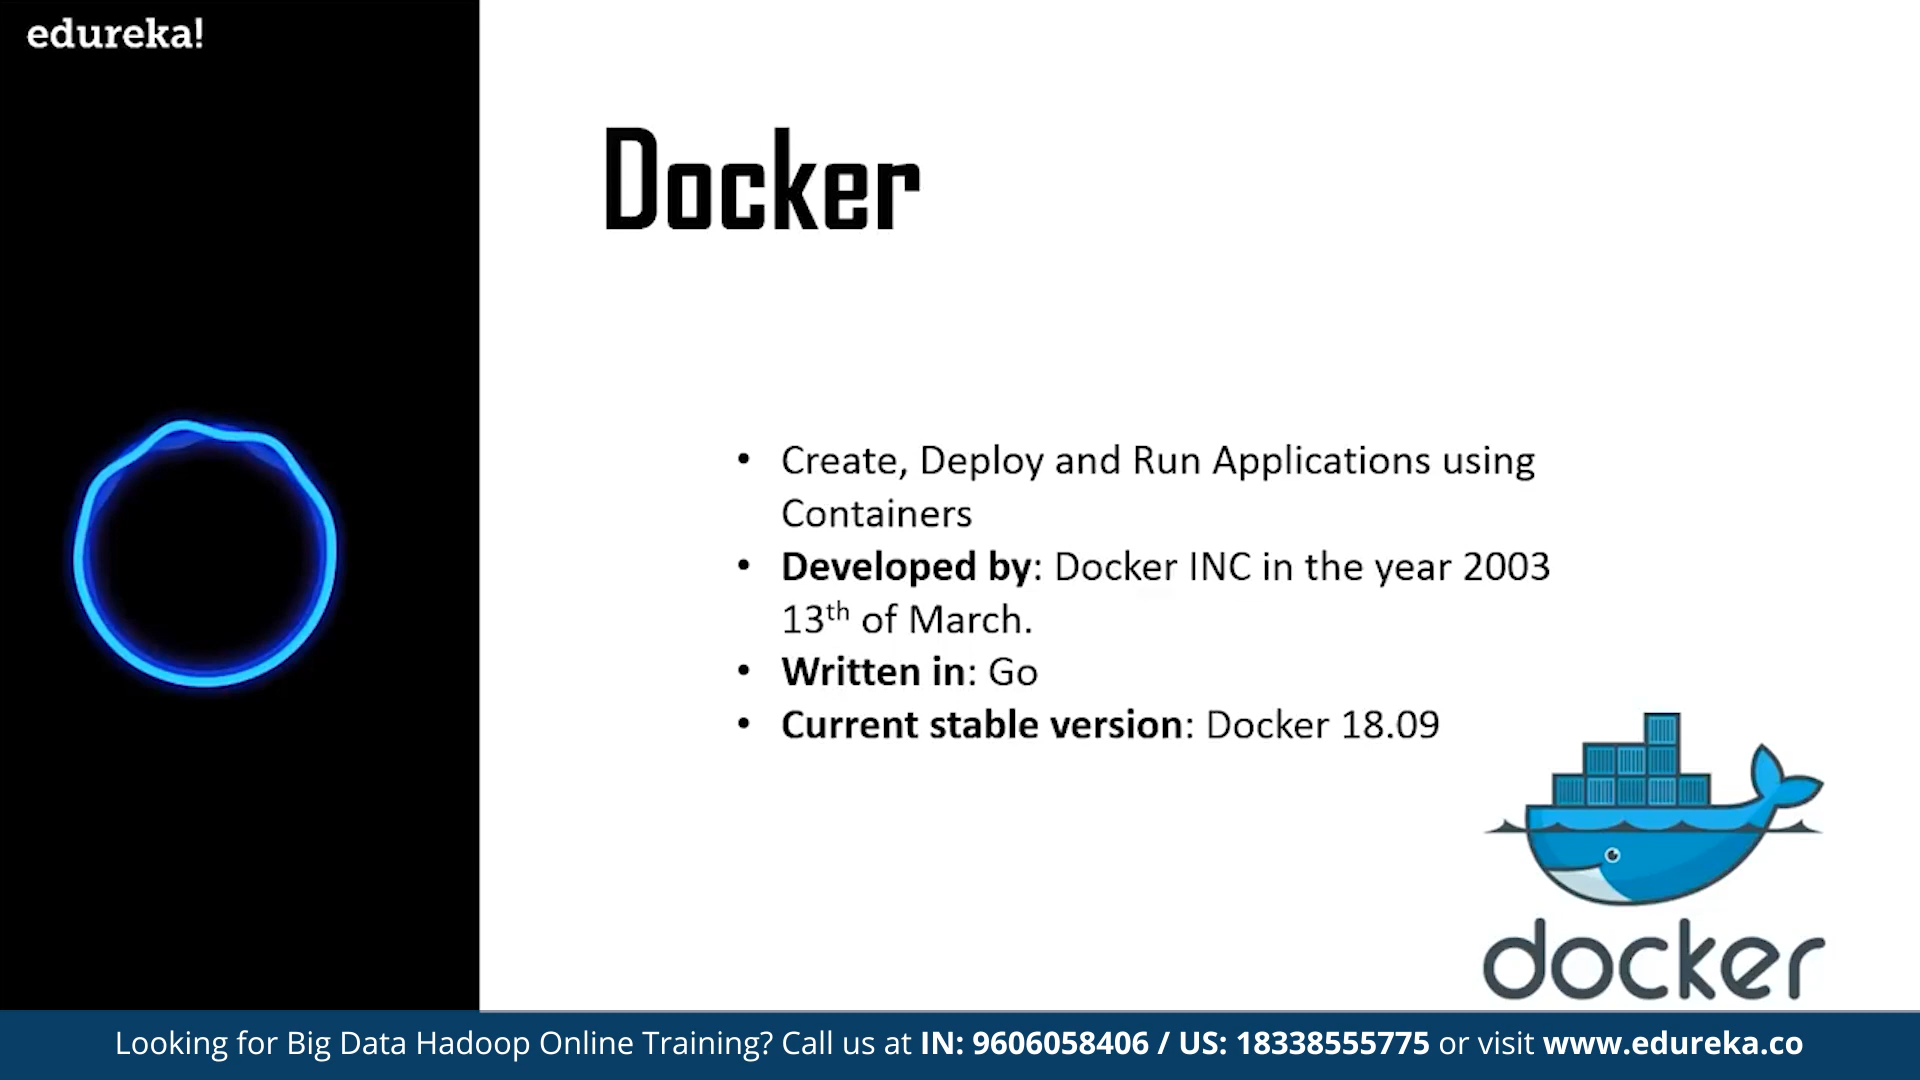 edureka!
Docker
• Create, Deploy and Run Applications using
Containers
• Developed by: Docker INC in the year 2003
13th of March.
• Written in: Go
• Current stable version: Docker 18.09
docker
Looking for Big Data Hadoop Online Training? Call us at IN: 9606058406 / US: 18338555775 or visit www.edureka.co